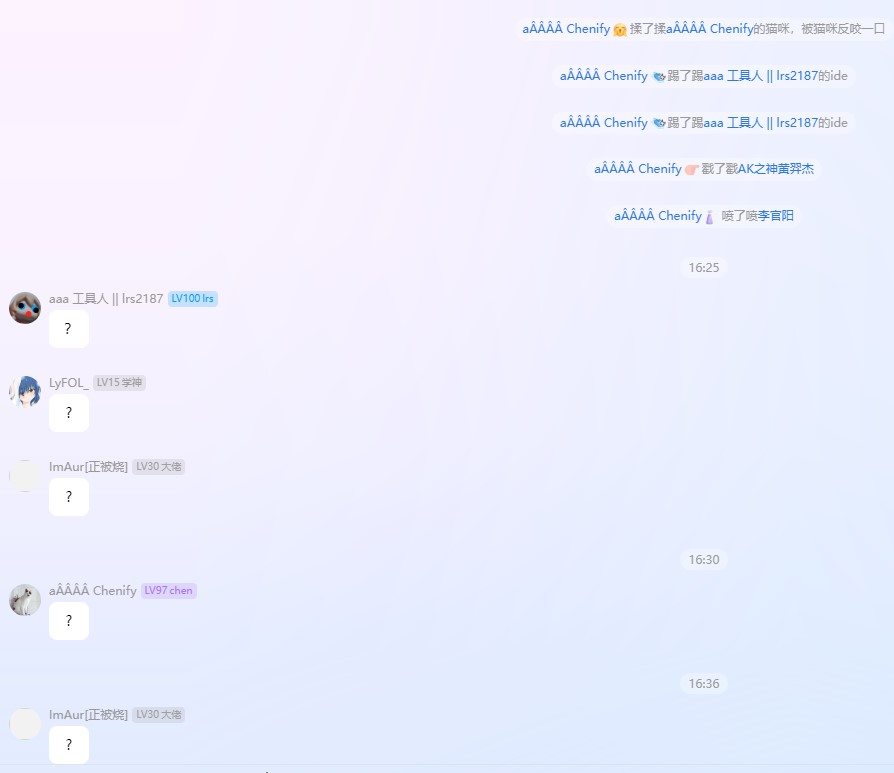 aÂÂÂÂ Chenify 揉了揉aÂÂÂÂ Chenify的猫咪，被猫咪反咬一口
aÂÂÂÂ Chenify 踢了踢aaa 工具人 || lrs2187的ide
aÂÂÂÂ Chenify 踢了踢aaa 工具人 || lrs2187的ide
aÂÂÂÂ Chenify 戳了戳AK之神黄羿杰
aÂÂÂÂ Chenify 喷了喷李官阳
16:25
aaa 工具人 || lrs2187 LV100 lrs
?
LyFOL_ LV15 学神
?
ImAur[正被烧] LV30 大佬
?
16:30
aÂÂÂÂ Chenify LV97 chen
?
16:36
ImAur[正被烧] LV30 大佬
?